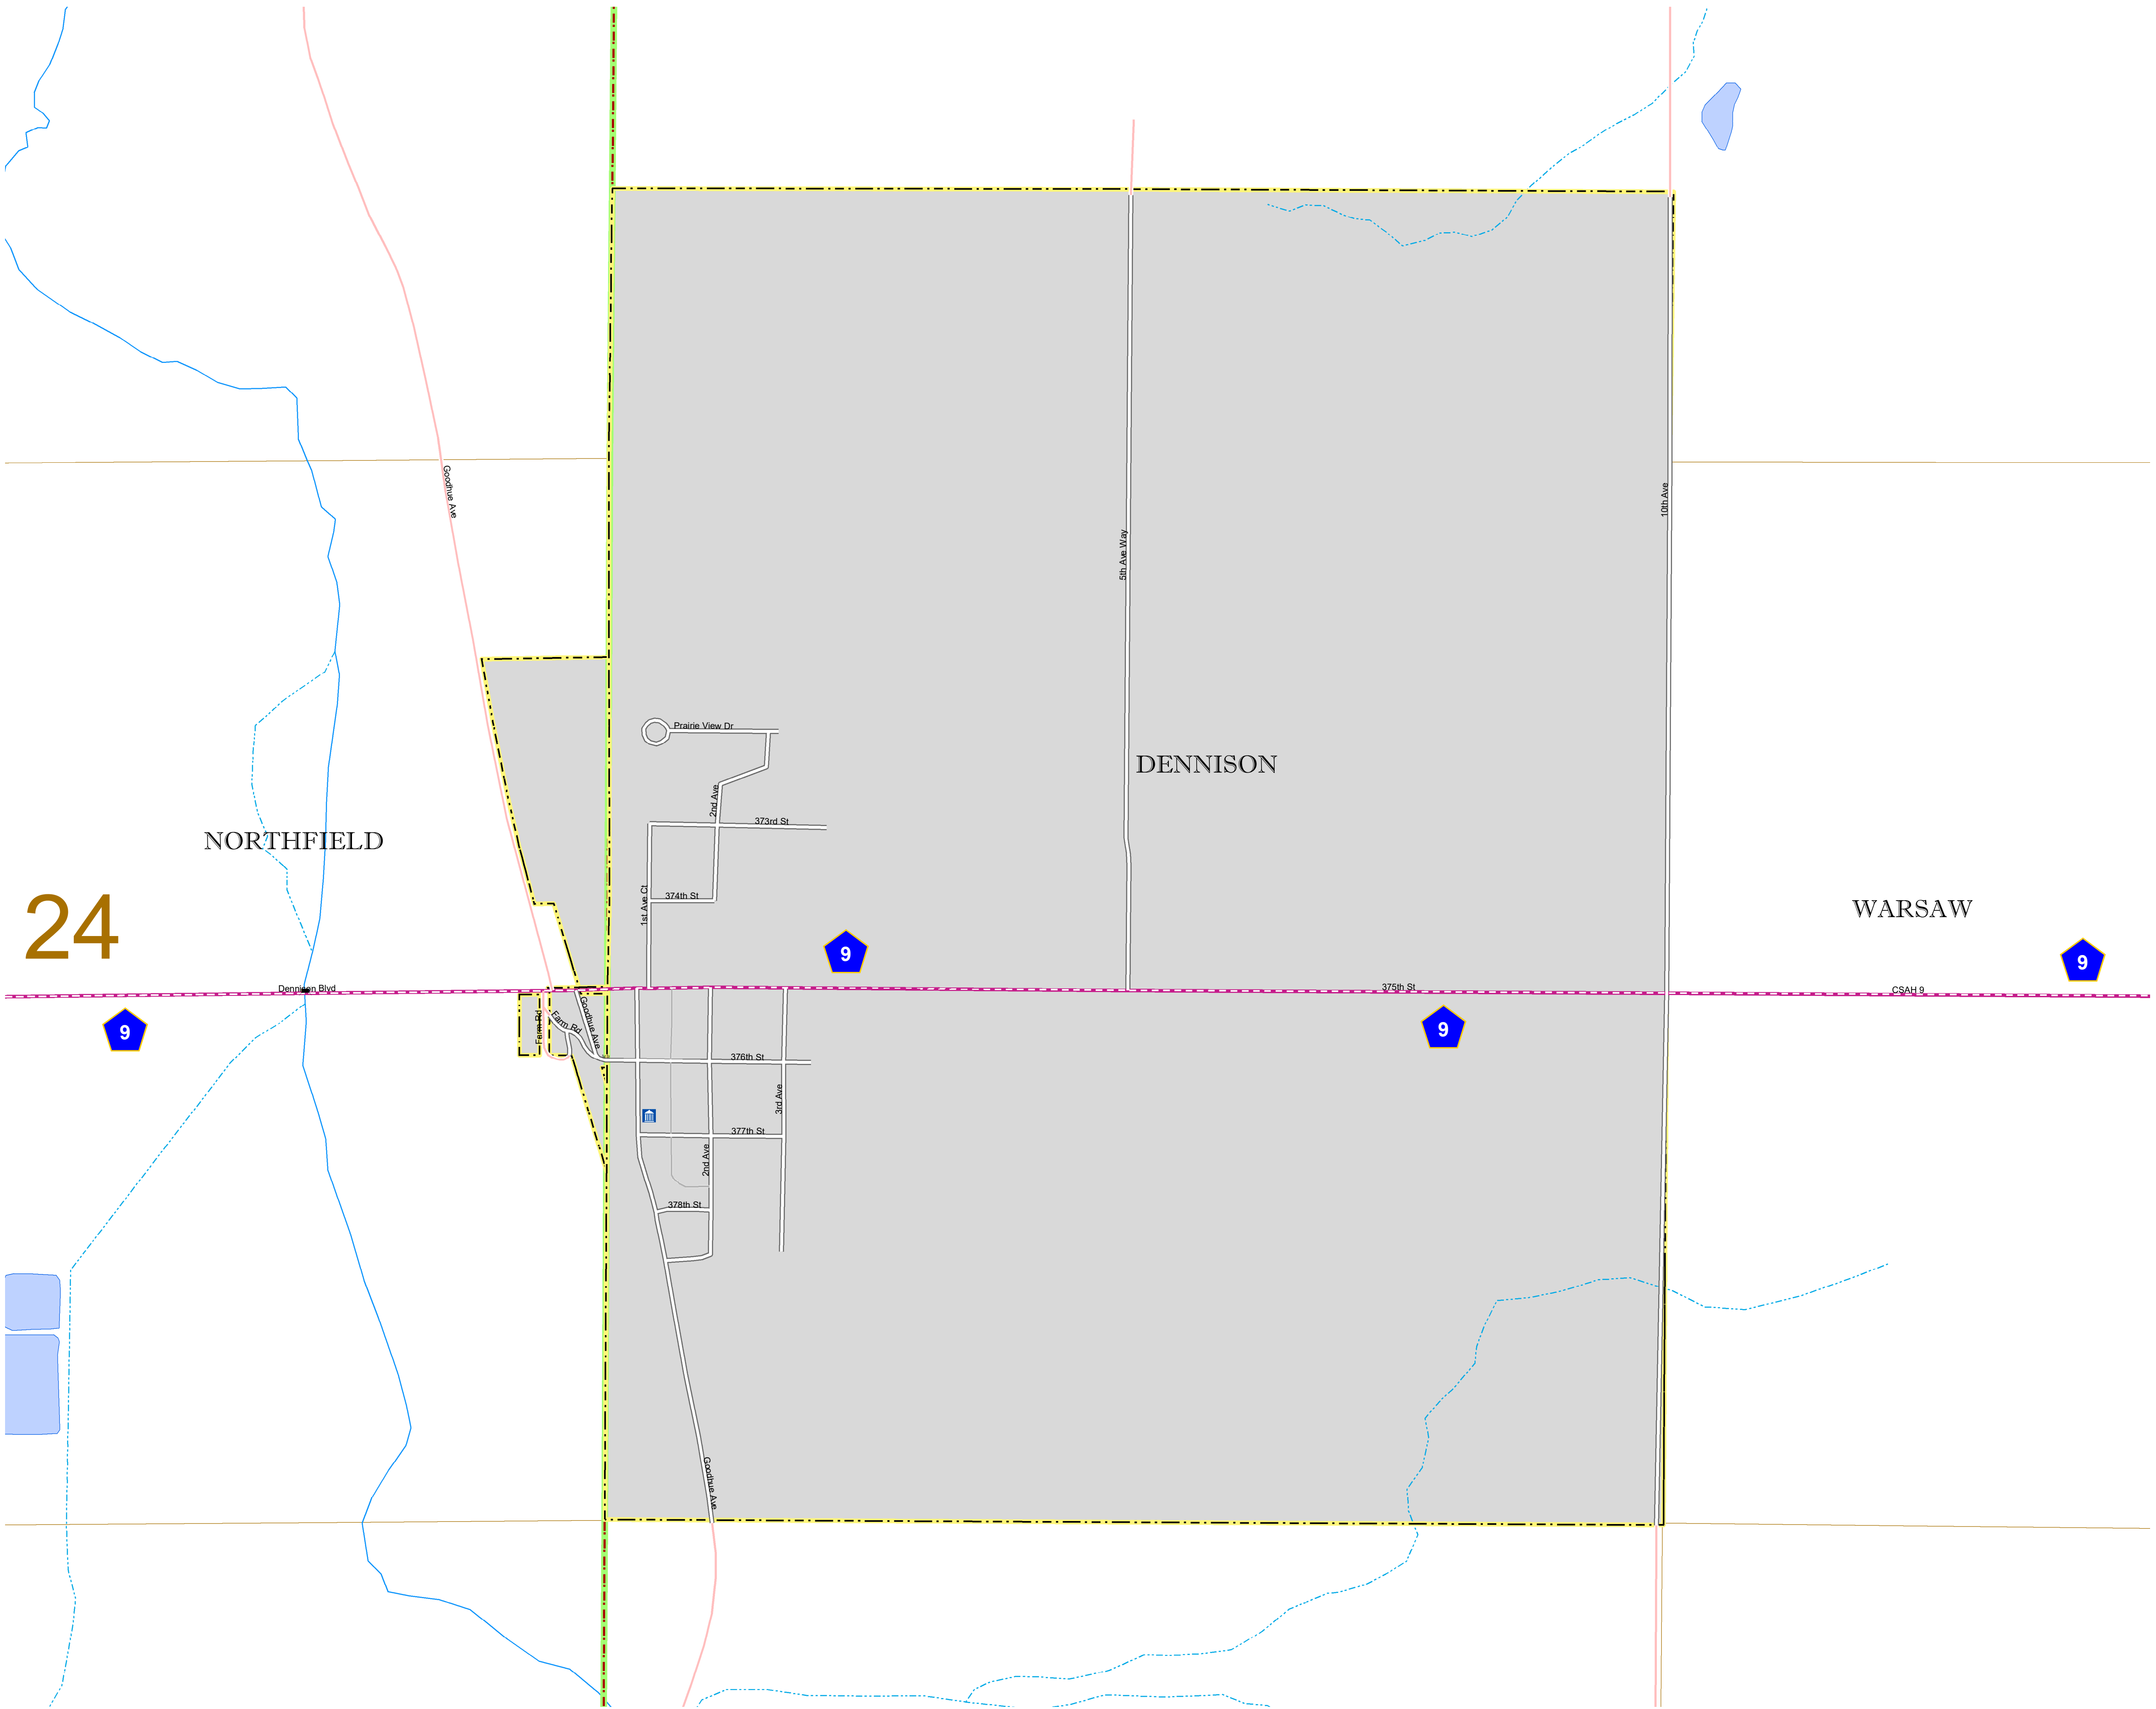 Goodhue Ave
10th Ave
5th Ave Way
Prairie View Dr
DENNISON
2nd Ave
373rd St
NORTHFIELD
1st Ave Ct
374th St
24
WARSAW
9
9
Dennison Blvd
375th St
CSAH 9
9
9
Farm Rd
Farm Rd
Goodhue Ave
376th St
3rd Ave
377th St
2nd Ave
378th St
Goodhue Ave